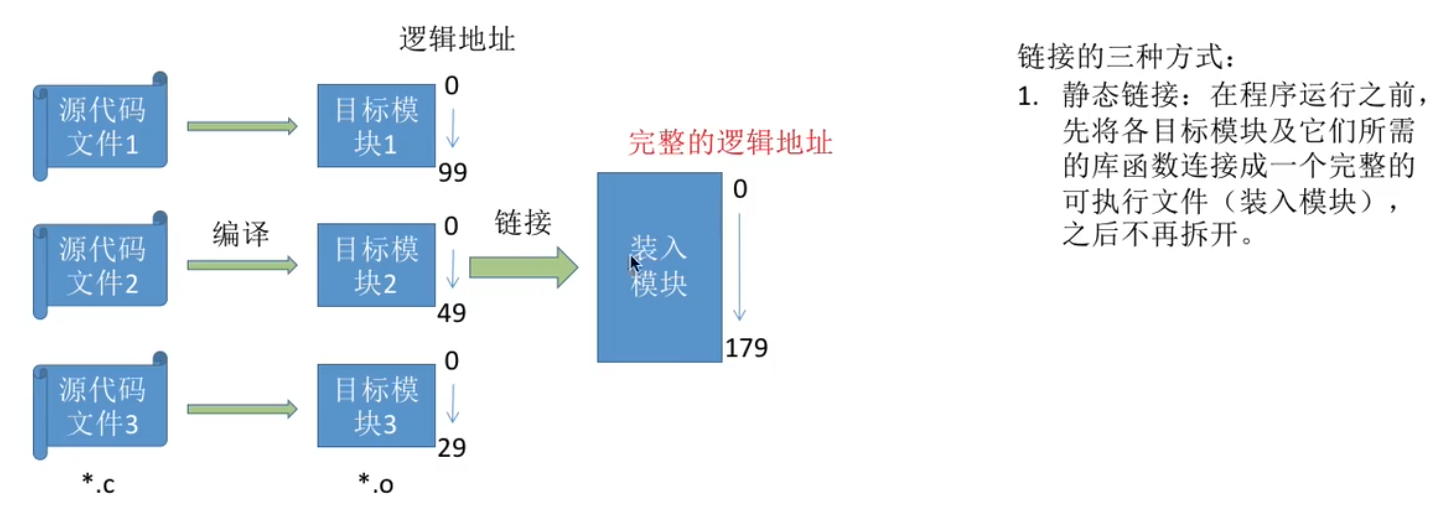 逻辑地址
源代码
文件1
目标模
块1
0
99
源代码
文件2
编译
目标模
块2
0
49
链接
源代码
文件3
目标模
块3
0
29
*.c
*.o
完整的逻辑地址
装入
模块
0
179
链接的三种方式：
1. 静态链接：在程序运行之前，
先将各目标模块及它们所需
的库函数连接成一个完整的
可执行文件（装入模块），
之后不再拆开。